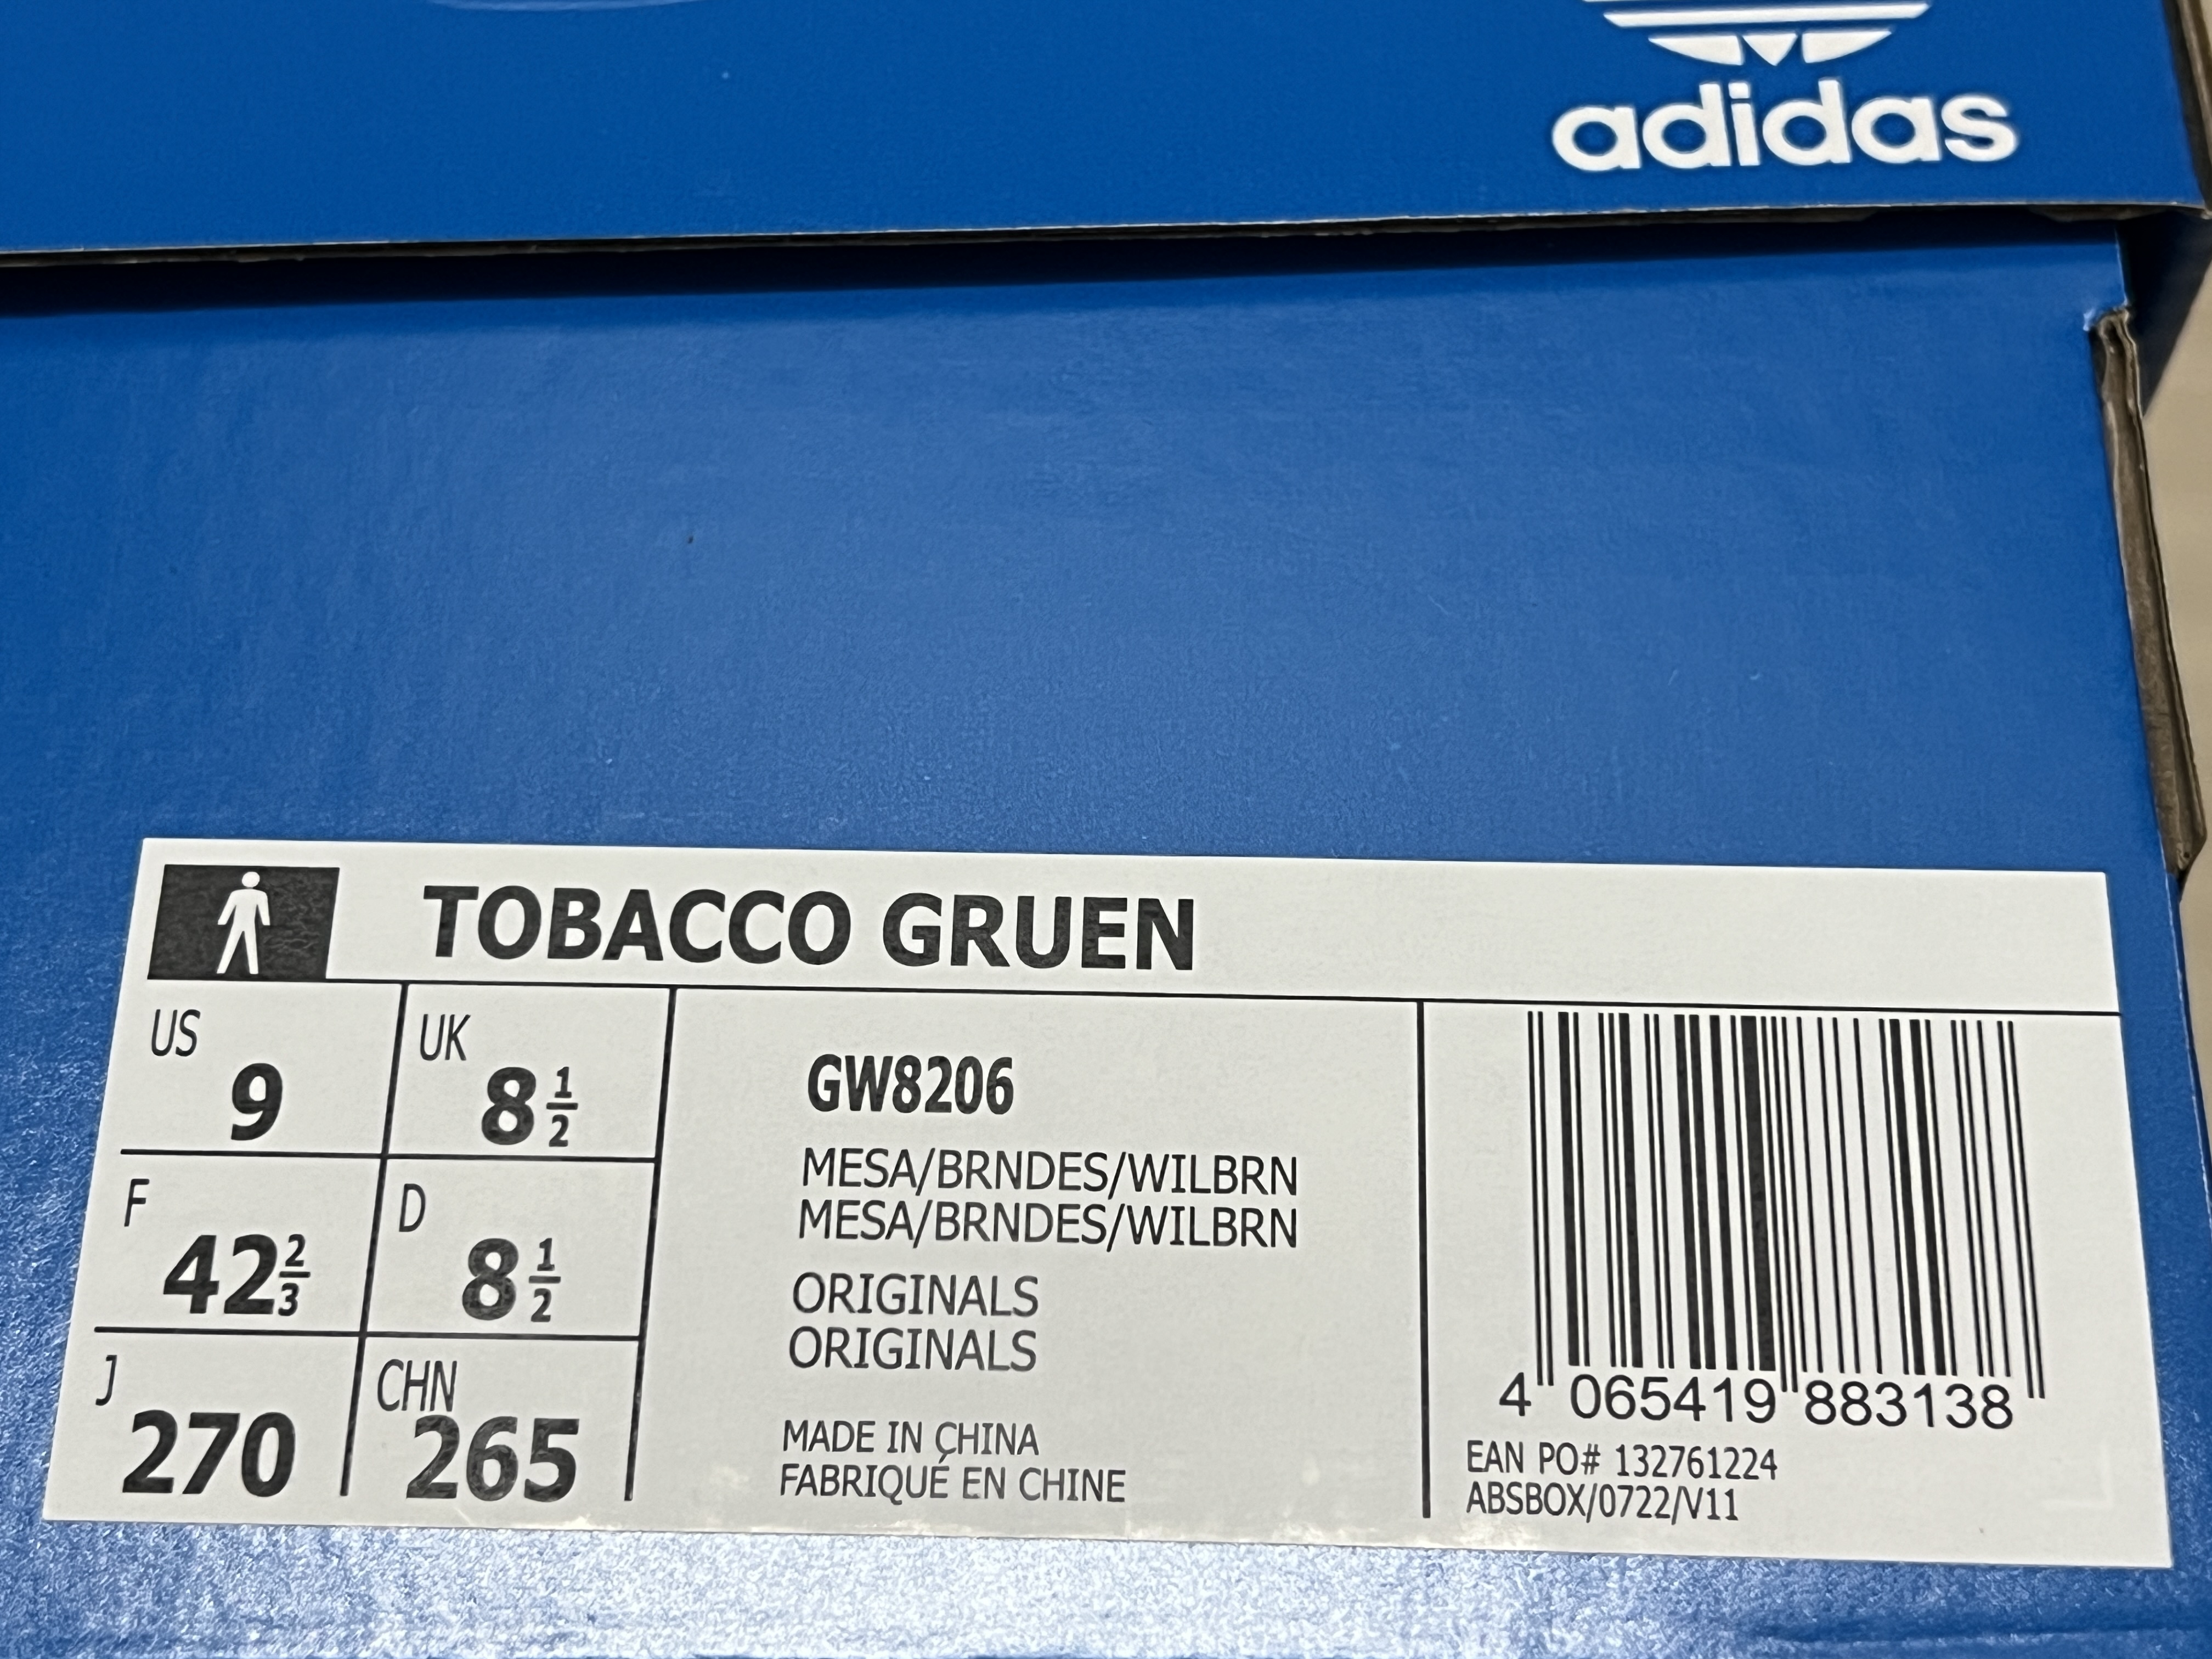 adidas
TOBACCO GRUEN
US 9
UK 8 1/2
F 42 2/3
D 8 1/2
J 270
CHN 265
GW8206
MESA/BRNDES/WILBRN
MESA/BRNDES/WILBRN
ORIGINALS
ORIGINALS
MADE IN CHINA
FABRIQUÉ EN CHINE
4 065419 883138
EAN PO# 132761224
ABSBOX/0722/V11